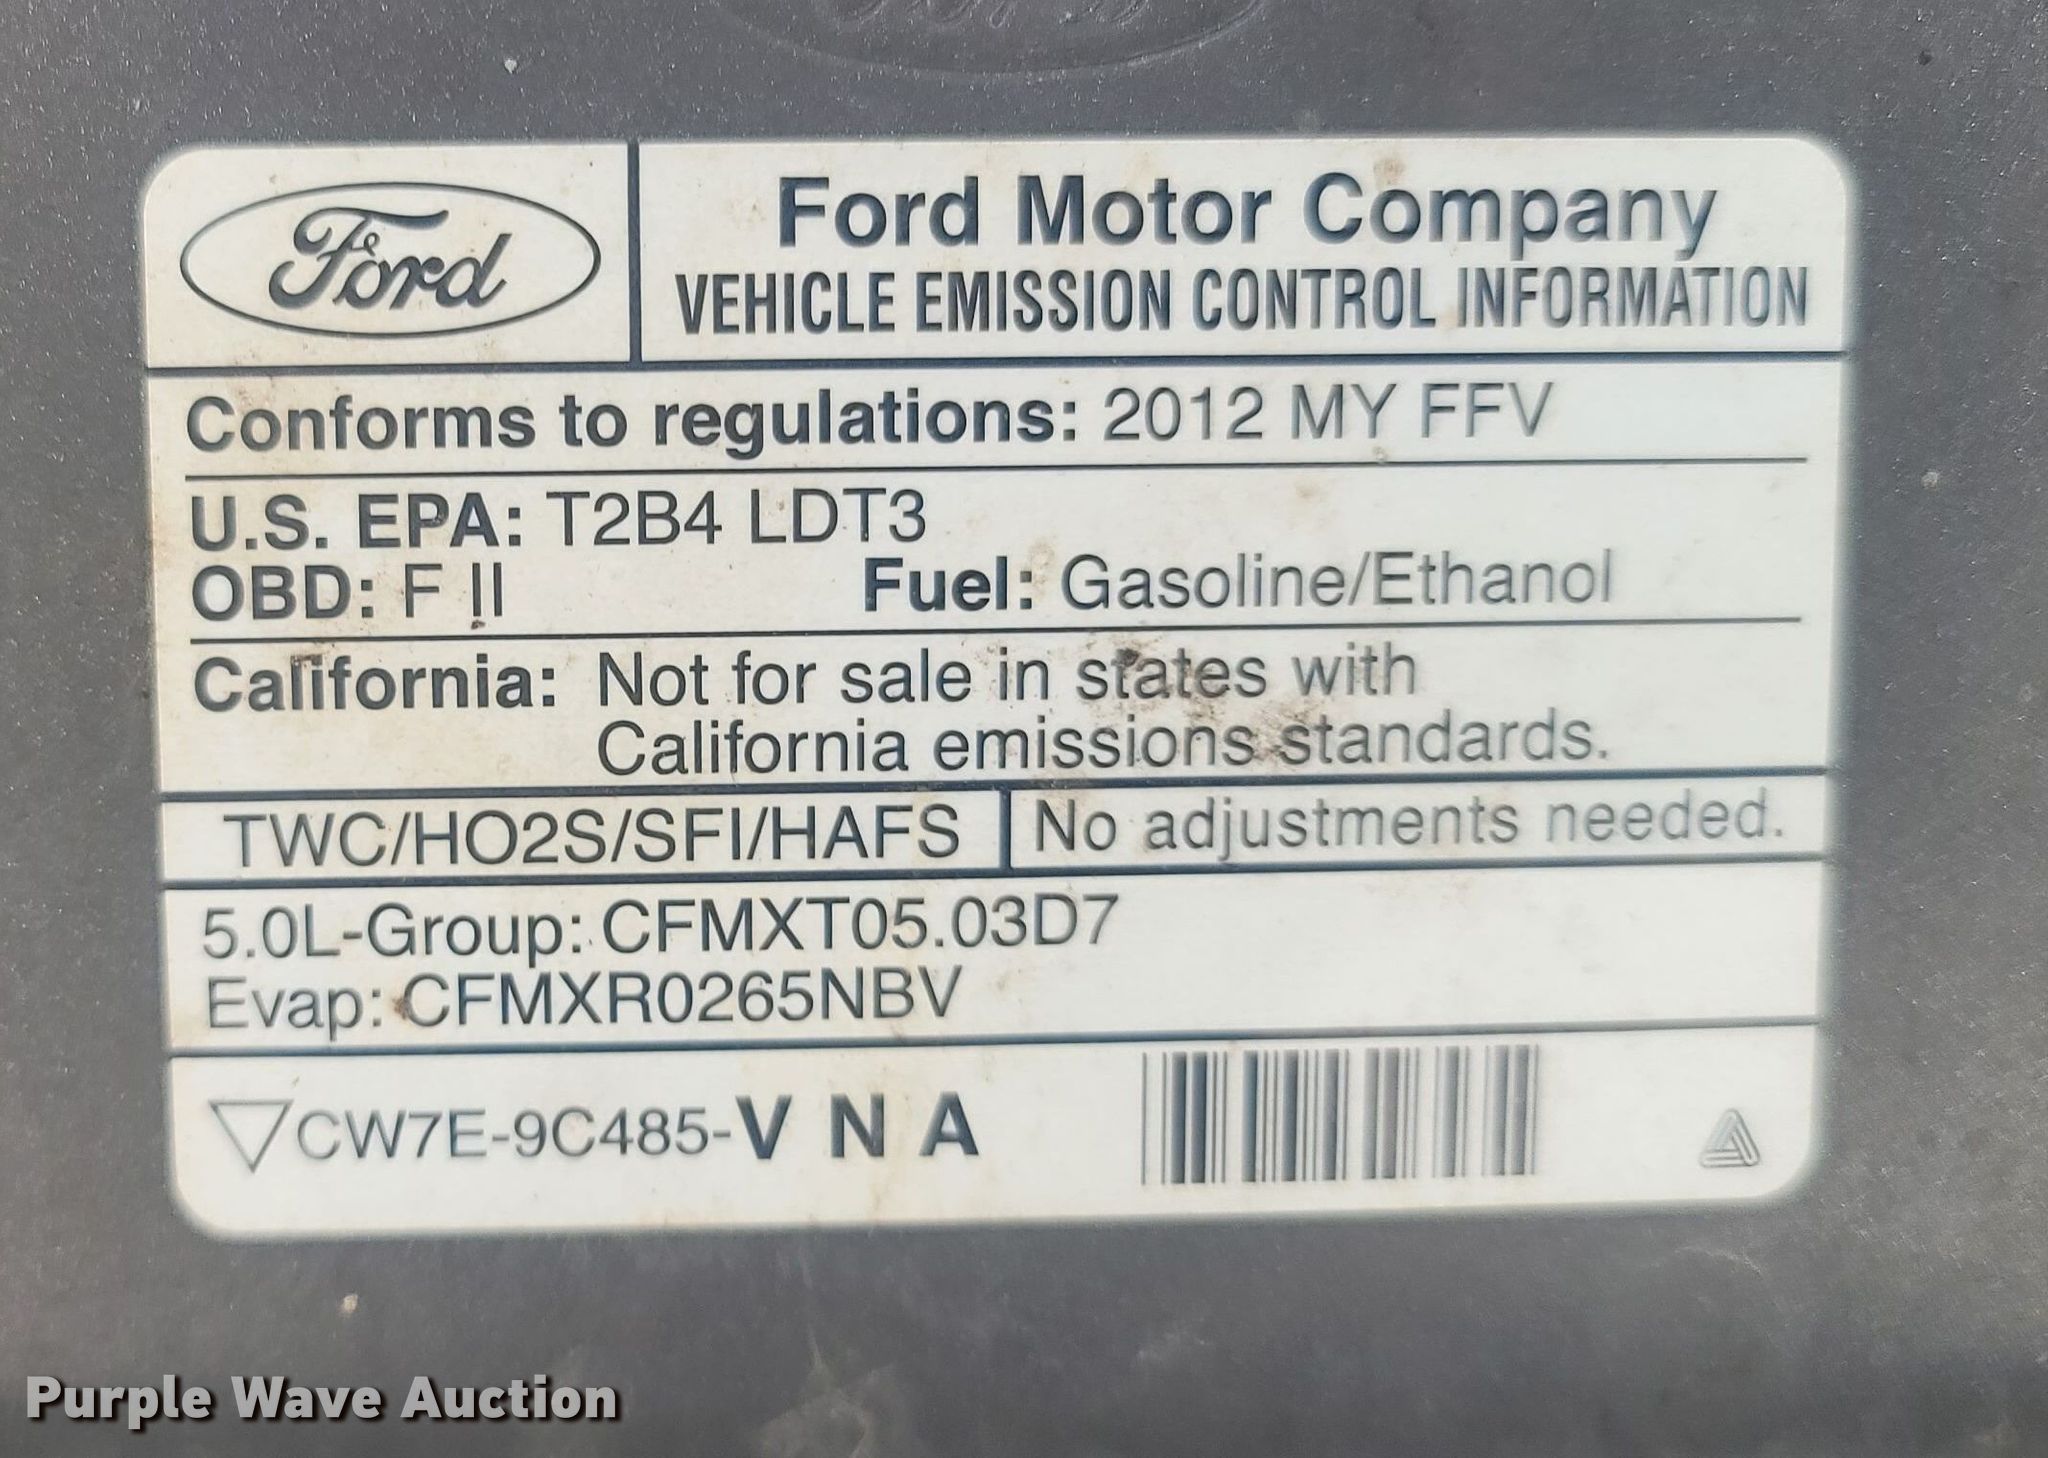 Ford
Ford Motor Company
VEHICLE EMISSION CONTROL INFORMATION
Conforms to regulations: 2012 MY FFV
U.S. EPA: T2B4 LDT3
OBD: F II Fuel: Gasoline/Ethanol
California: Not for sale in states with
California emissions standards.
TWC/HO2S/SFI/HAFS No adjustments needed.
5.0L-Group: CFMXT05.03D7
Evap: CFMXR0265NBV
CW7E-9C485-V N A
Purple Wave Auction